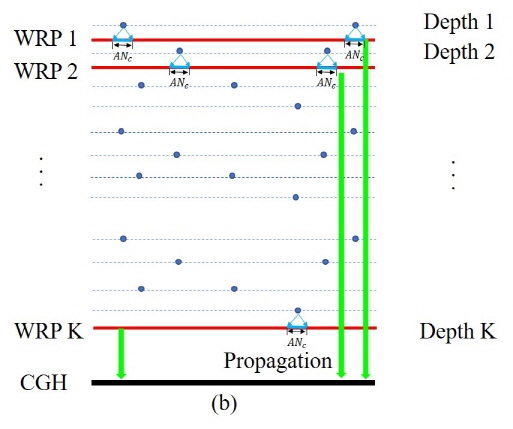 Depth 1
WRP 1
AN_c AN_c
Depth 2
WRP 2
AN_c AN_c
⋮ ⋮
WRP K
Depth K
AN_c
Propagation
CGH
(b)